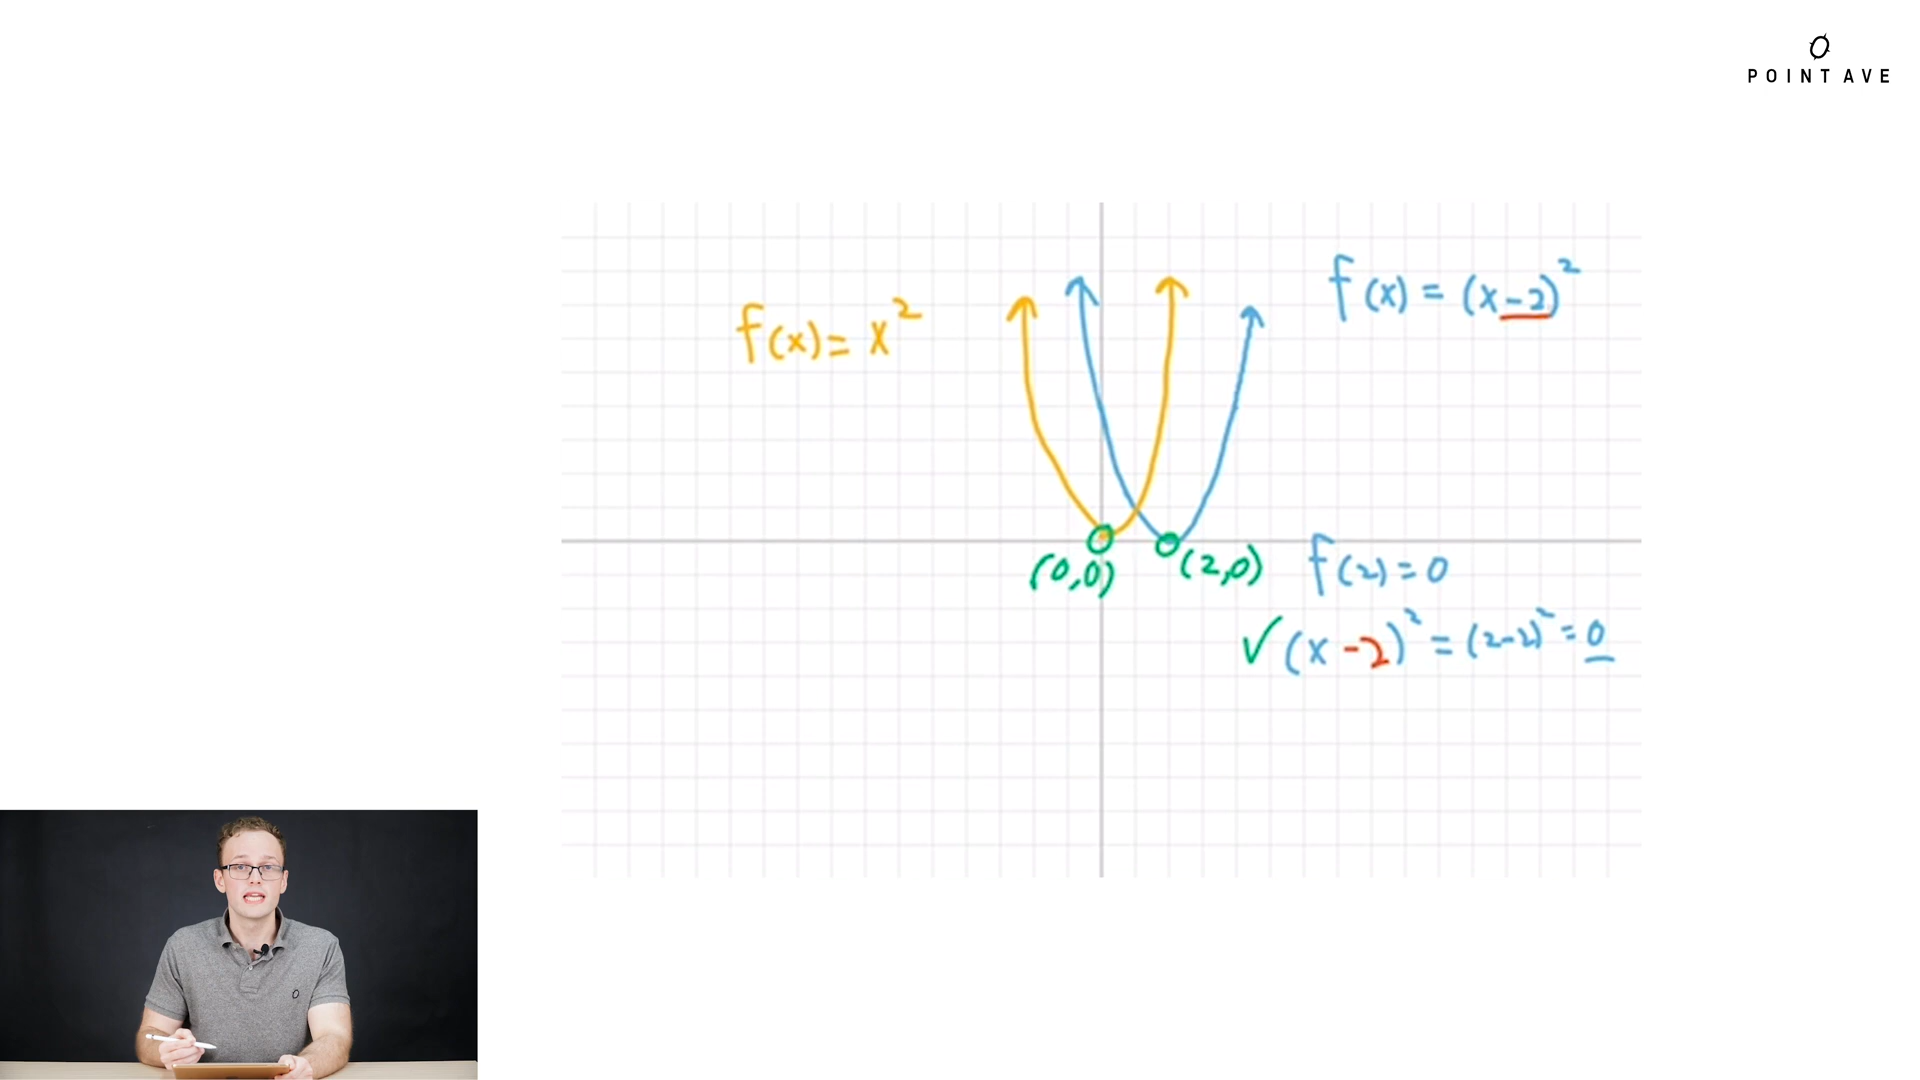 POINT AVE
f(x) = (x-2)²
f(x) = x²
(0,0)
(2,0)
f(2) = 0
✓ (x-2)² = (2-2)² = 0